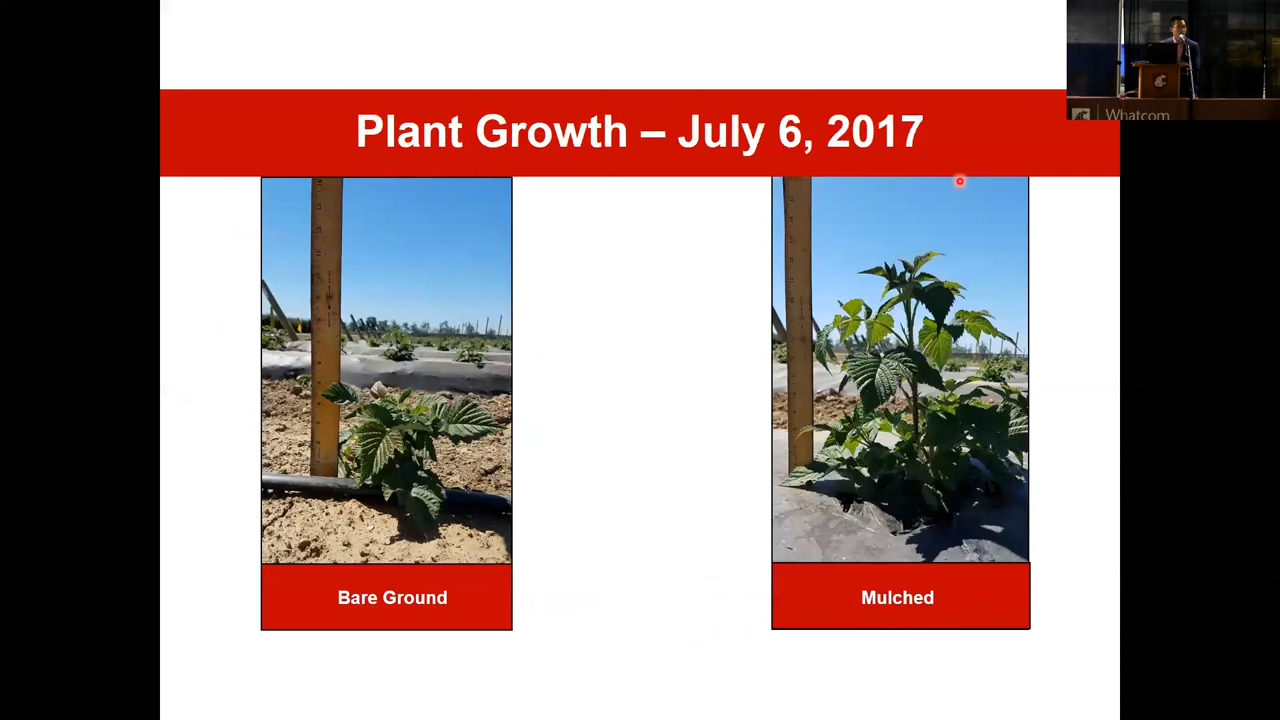 Plant Growth – July 6, 2017
Whatcom
Bare Ground
Mulched